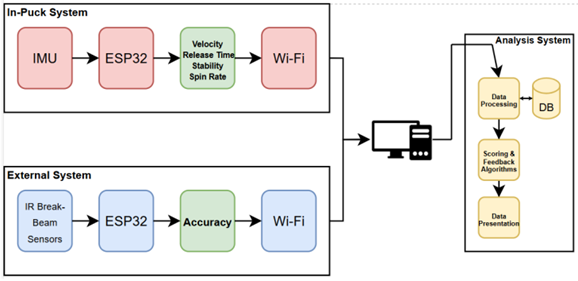 In-Puck System
IMU
ESP32
Velocity
Release Time
Stability
Spin Rate
Wi-Fi
External System
IR Break-
Beam
Sensors
ESP32
Accuracy
Wi-Fi
Analysis System
Data
Processing
DB
Scoring &
Feedback
Algorithms
Data
Presentation